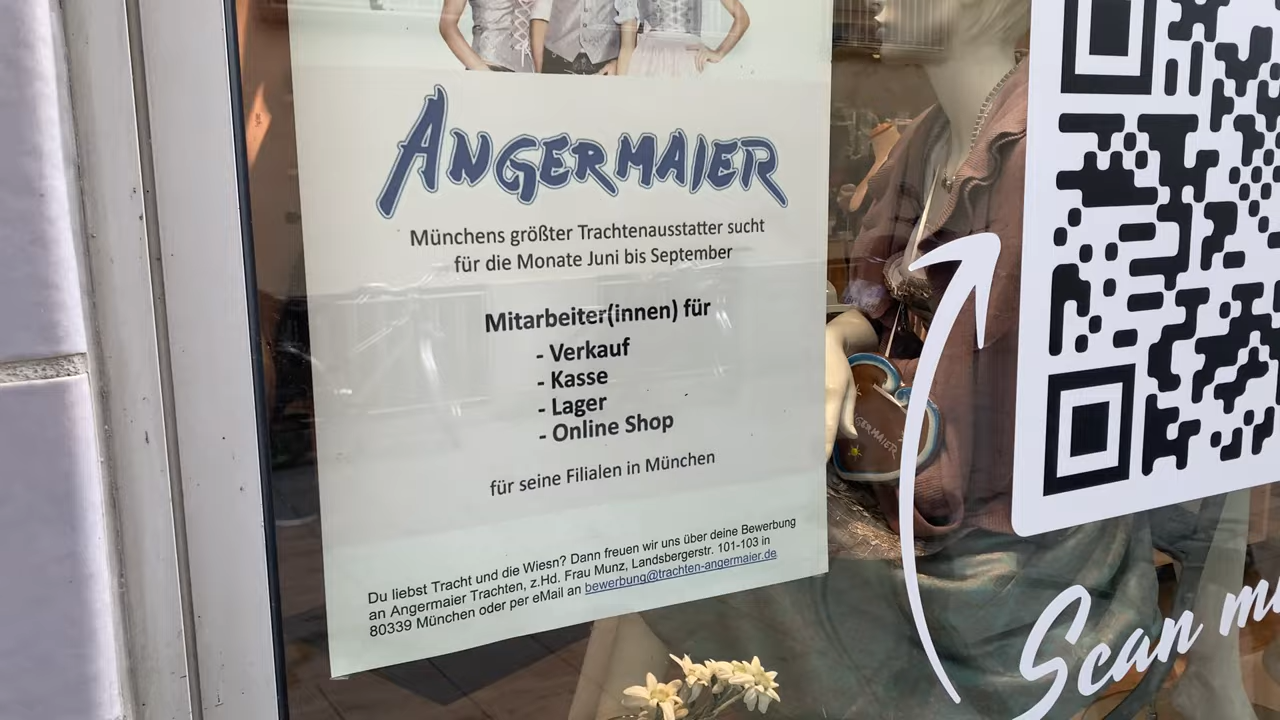 ANGERMAIER
Münchens größter Trachtenausstatter sucht
für die Monate Juni bis September
Mitarbeiter(innen) für
- Verkauf
- Kasse
- Lager
- Online Shop
für seine Filialen in München
Du liebst Tracht und die Wiesn? Dann freuen wir uns über deine Bewerbung
an Angermaier Trachten, z.Hd. Frau Munz, Landsbergerstr. 101-103 in
80339 München oder per eMail an bewerbung@trachten-angermaier.de
ANGERMAIER
Scan